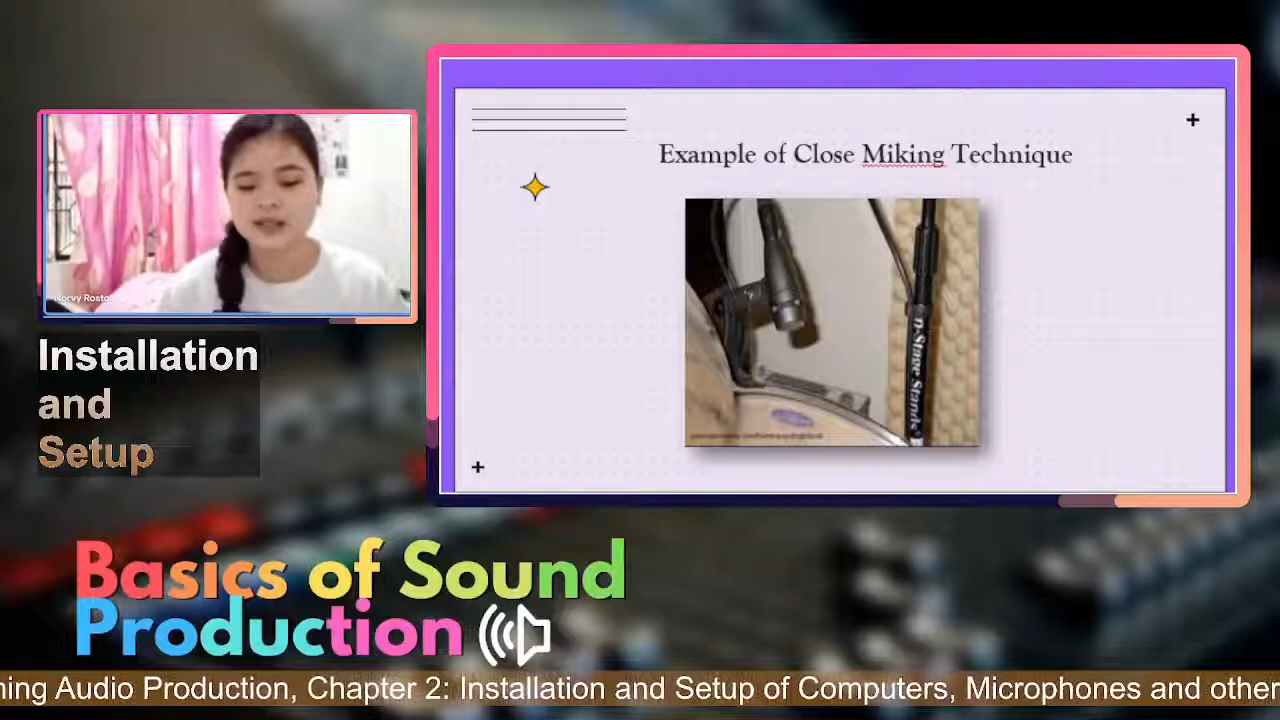 Example of Close Miking Technique
n-Stage Stands
Installation
and
Setup
Basics of Sound
Production
ning Audio Production, Chapter 2: Installation and Setup of Computers, Microphones and other